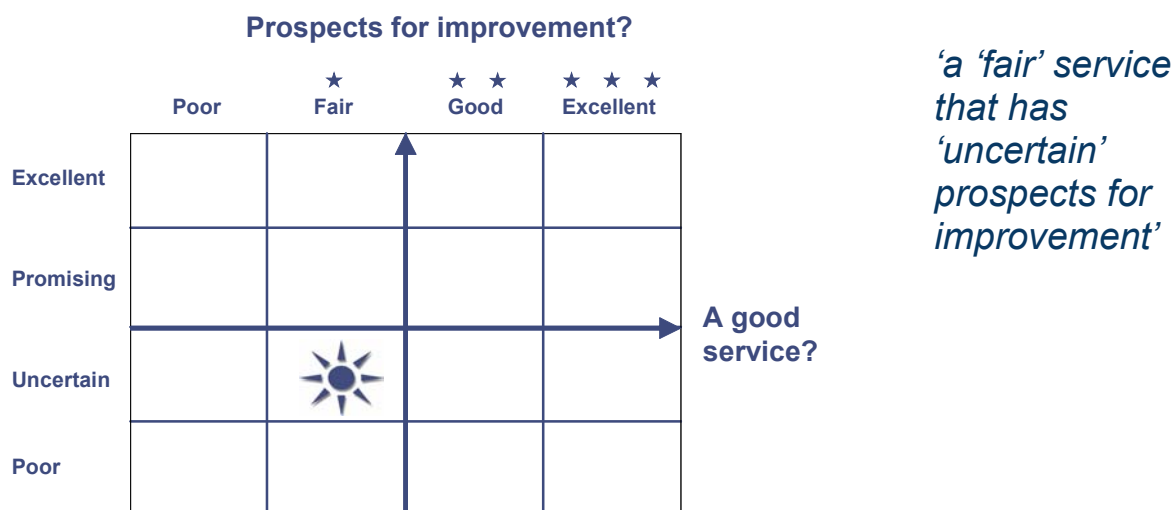 Prospects for improvement?
★ ★ ★ ★ ★ ★
Poor Fair Good Excellent
Excellent
Promising
Uncertain
Poor
A good
service?
‘a ‘fair’ service
that has
‘uncertain’
prospects for
improvement’